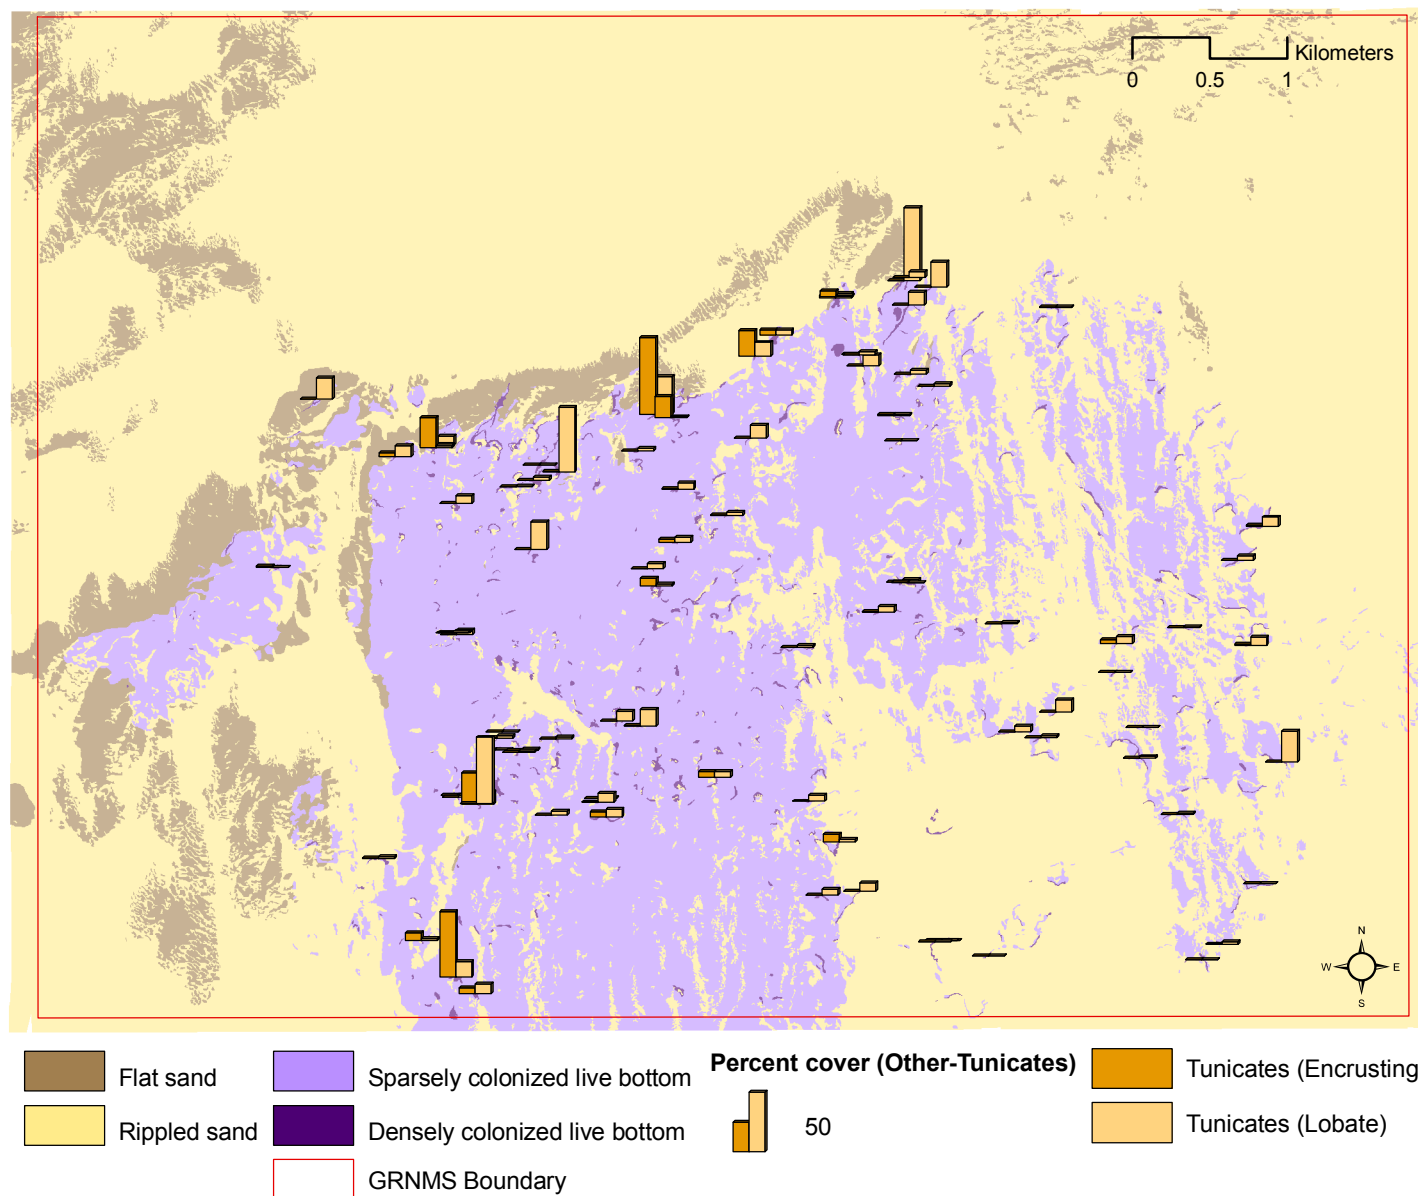 Kilometers
0 0.5 1
N
W E
S
Flat sand
Rippled sand
Sparsely colonized live bottom
Densely colonized live bottom
GRNMS Boundary
Percent cover (Other-Tunicates)
50
Tunicates (Encrusting
Tunicates (Lobate)